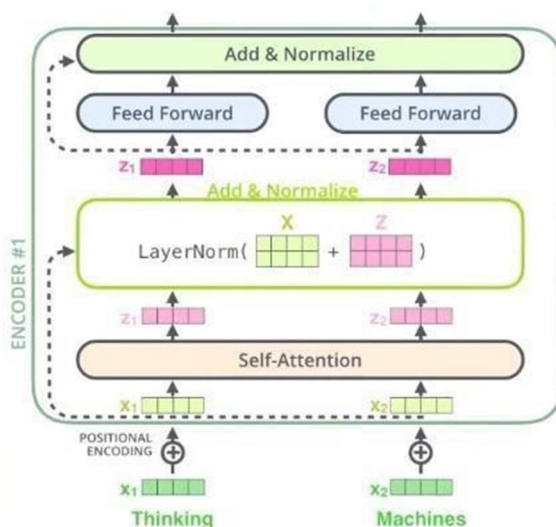 Add & Normalize
Feed Forward Feed Forward
z1 z2
Add & Normalize
X Z
LayerNorm( + )
ENCODER #1
z1 z2
Self-Attention
x1 x2
POSITIONAL
ENCODING
x1 x2
Thinking Machines